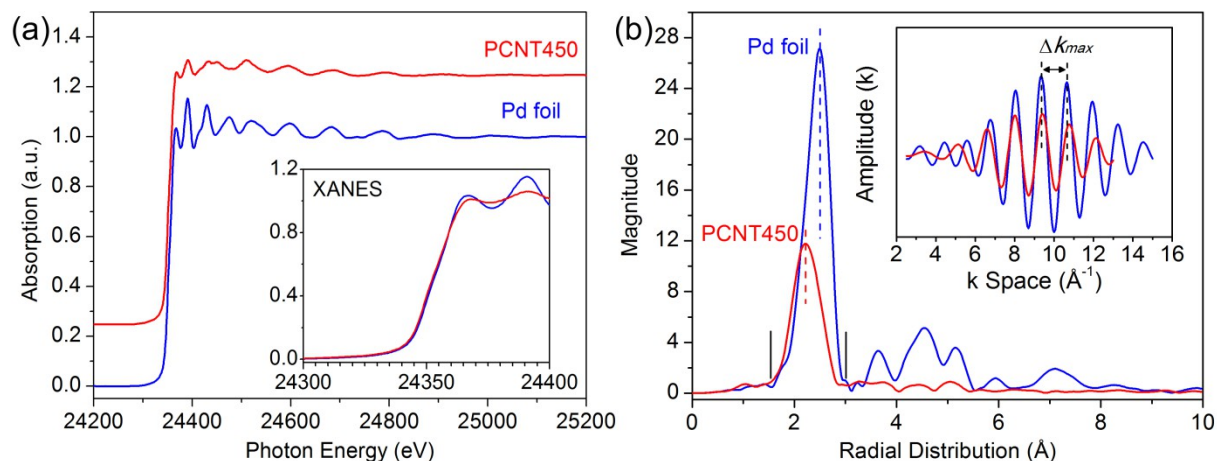 (a)
1.4
1.2
1.0
0.8
0.6
0.4
0.2
0.0
Absorption (a.u.)
PCNT450
Pd foil
XANES
1.2
0.8
0.4
0.0
24300 24350 24400
24200 24400 24600 24800 25000 25200
Photon Energy (eV)
(b)
28
24
20
16
12
8
4
0
Magnitude
Pd foil
PCNT450
Δkmax
Amplitude (k)
2 4 6 8 10 12 14 16
k Space (Å-1)
0 2 4 6 8 10
Radial Distribution (Å)